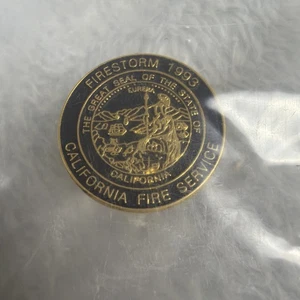 FIRESTORM 1993
THE GREAT SEAL OF THE STATE OF
EUREKA
CALIFORNIA
CALIFORNIA FIRE SERVICE